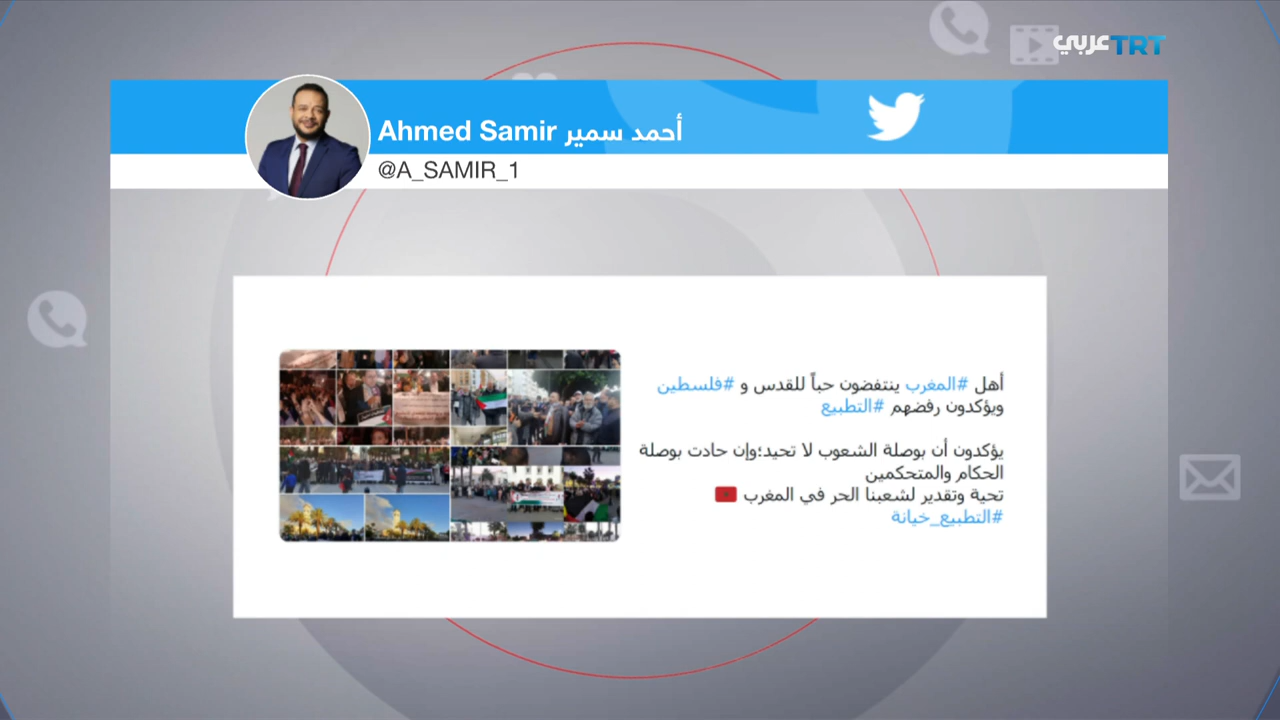 TRT عربي
Ahmed Samir أحمد سمير
@A_SAMIR_1
أهل #المغرب ينتفضون حباً للقدس و #فلسطين
ويؤكدون رفضهم #التطبيع
يؤكدون أن بوصلة الشعوب لا تحيد؛وإن حادت بوصلة
الحكام والمتحكمين
تحية وتقدير لشعبنا الحر في المغرب
#التطبيع_خيانة